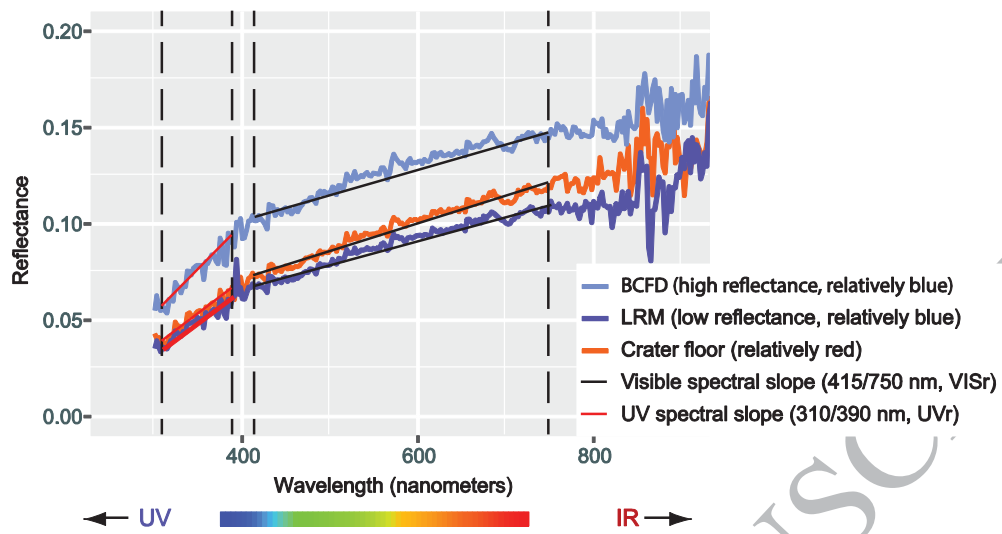 0.20
0.15
0.10
0.05
0.00
Reflectance
400 600 800
Wavelength (nanometers)
BCFD (high reflectance, relatively blue)
LRM (low reflectance, relatively blue)
Crater floor (relatively red)
Visible spectral slope (415/750 nm, VISr)
UV spectral slope (310/390 nm, UVr)
UV IR